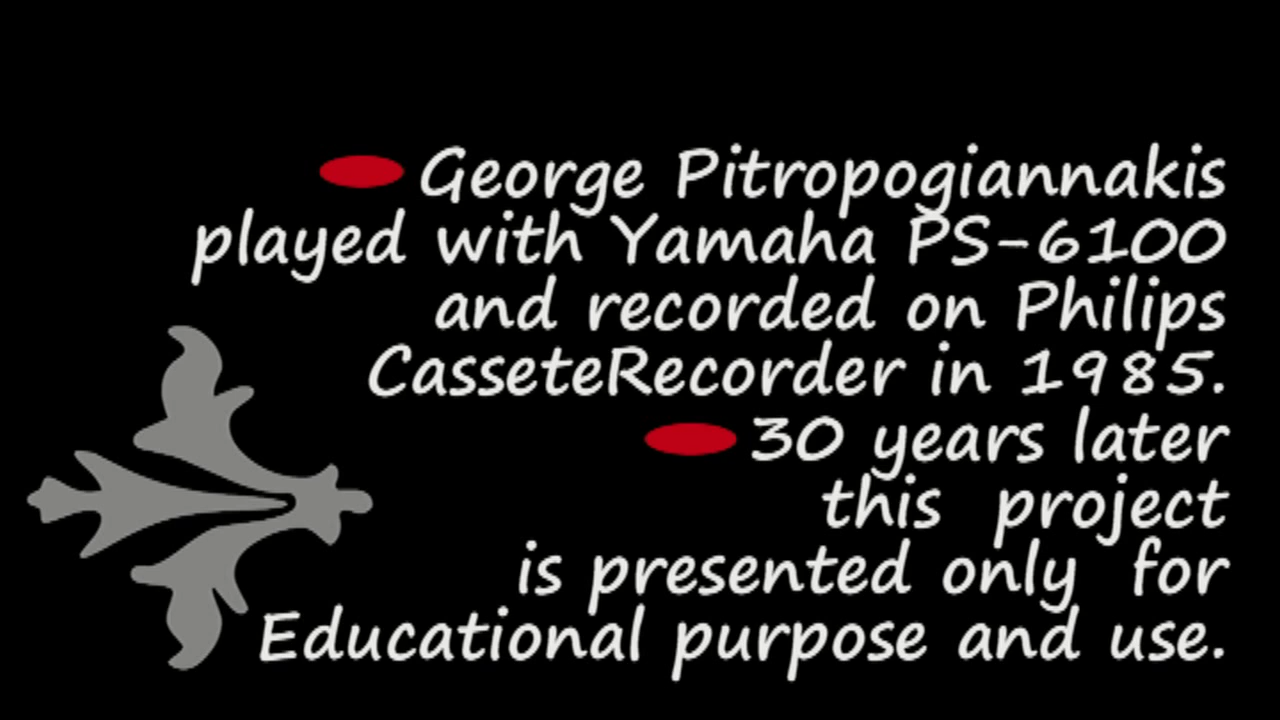 George Pitropogiannakis
played with Yamaha PS-6100
and recorded on Philips
CasseteRecorder in 1985.
30 years later
this project
is presented only for
Educational purpose and use.